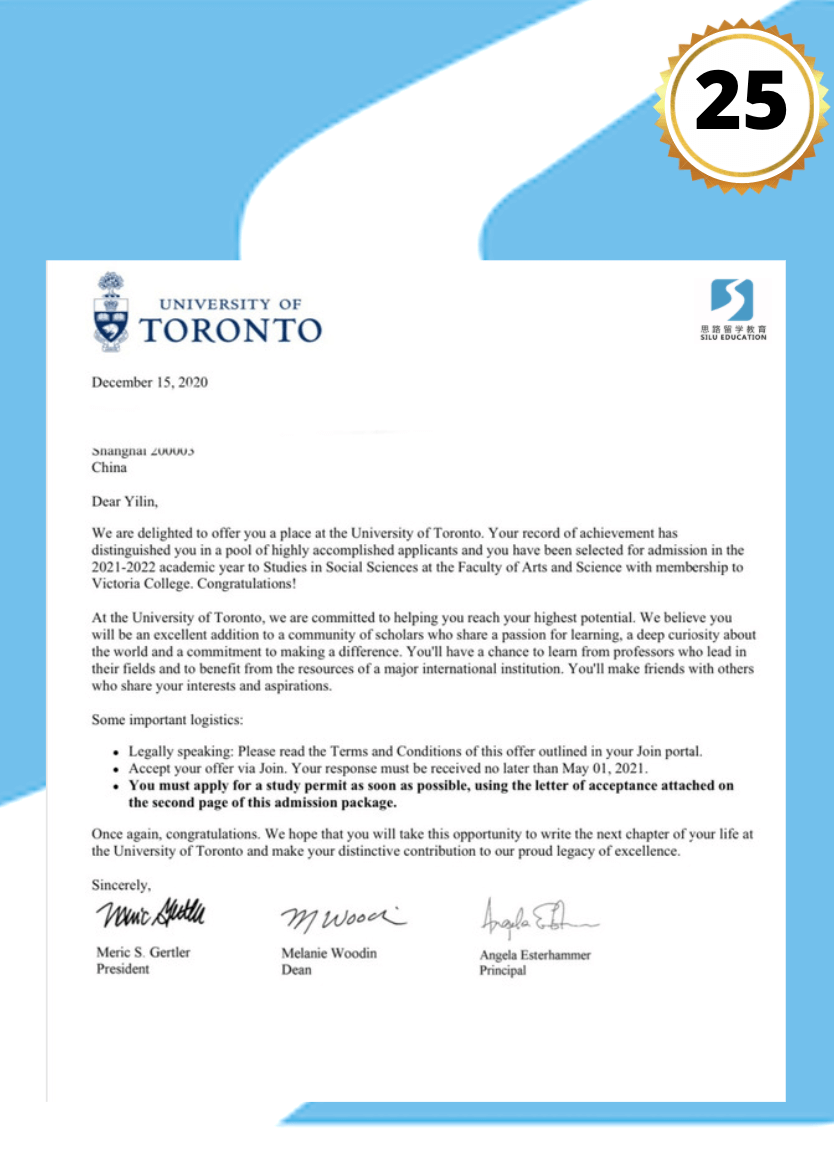 25
UNIVERSITY OF
TORONTO
思路留学教育
SILU EDUCATION
December 15, 2020
Shanghai 200003
China
Dear Yilin,
We are delighted to offer you a place at the University of Toronto. Your record of achievement has
distinguished you in a pool of highly accomplished applicants and you have been selected for admission in the
2021-2022 academic year to Studies in Social Sciences at the Faculty of Arts and Science with membership to
Victoria College. Congratulations!
At the University of Toronto, we are committed to helping you reach your highest potential. We believe you
will be an excellent addition to a community of scholars who share a passion for learning, a deep curiosity about
the world and a commitment to making a difference. You'll have a chance to learn from professors who lead in
their fields and to benefit from the resources of a major international institution. You'll make friends with others
who share your interests and aspirations.
Some important logistics:
• Legally speaking: Please read the Terms and Conditions of this offer outlined in your Join portal.
• Accept your offer via Join. Your response must be received no later than May 01, 2021.
• You must apply for a study permit as soon as possible, using the letter of acceptance attached on
the second page of this admission package.
Once again, congratulations. We hope that you will take this opportunity to write the next chapter of your life at
the University of Toronto and make your distinctive contribution to our proud legacy of excellence.
Sincerely,
Meric S. Gertler
President
Melanie Woodin
Dean
Angela Esterhammer
Principal